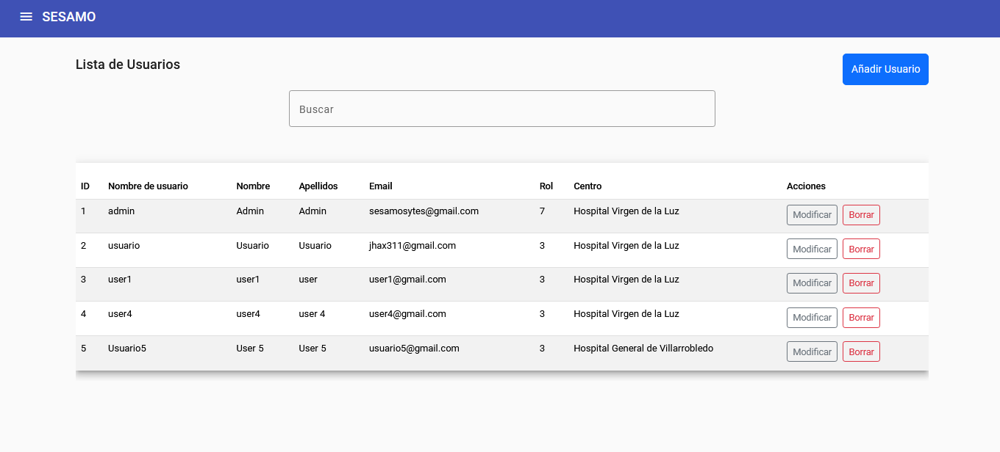 SESAMO
Lista de Usuarios
Añadir Usuario
Buscar
ID Nombre de usuario Nombre Apellidos Email Rol Centro Acciones
1 admin Admin Admin sesamosytes@gmail.com 7 Hospital Virgen de la Luz Modificar Borrar
2 usuario Usuario Usuario jhax311@gmail.com 3 Hospital Virgen de la Luz Modificar Borrar
3 user1 user1 user user1@gmail.com 3 Hospital Virgen de la Luz Modificar Borrar
4 user4 user4 user 4 user4@gmail.com 3 Hospital Virgen de la Luz Modificar Borrar
5 Usuario5 User 5 User 5 usuario5@gmail.com 3 Hospital General de Villarrobledo Modificar Borrar